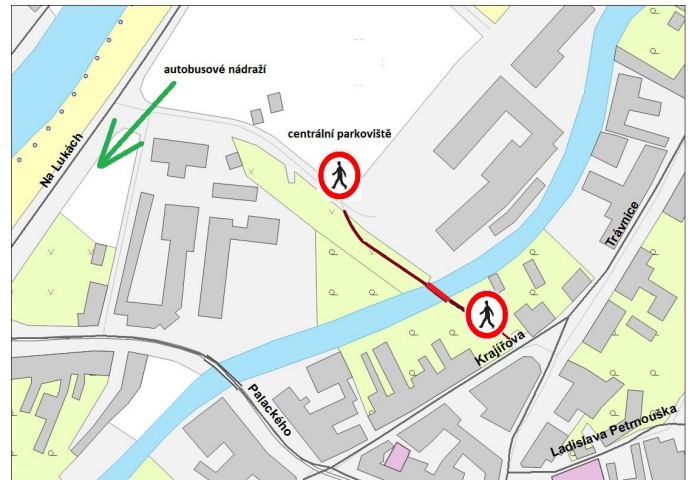 autobusové nádraží
centrální parkoviště
Na Lukách
Trávnice
Krajířova
Palackého
Ladislava Petrnouška